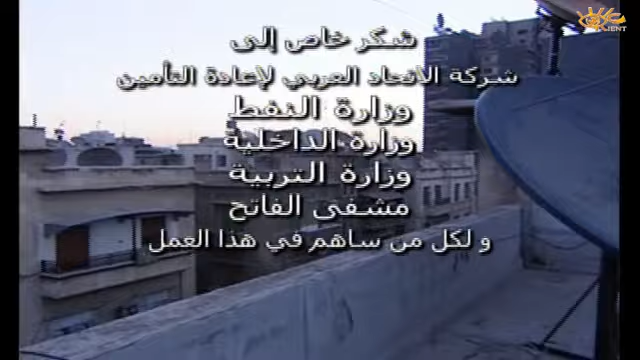 شكر خاص إلى
شركة الاتحاد العربي لإعادة التأمين
وزارة النفط
وزارة الداخلية
وزارة التربية
مشفى الفاتح
و لكل من ساهم في هذا العمل